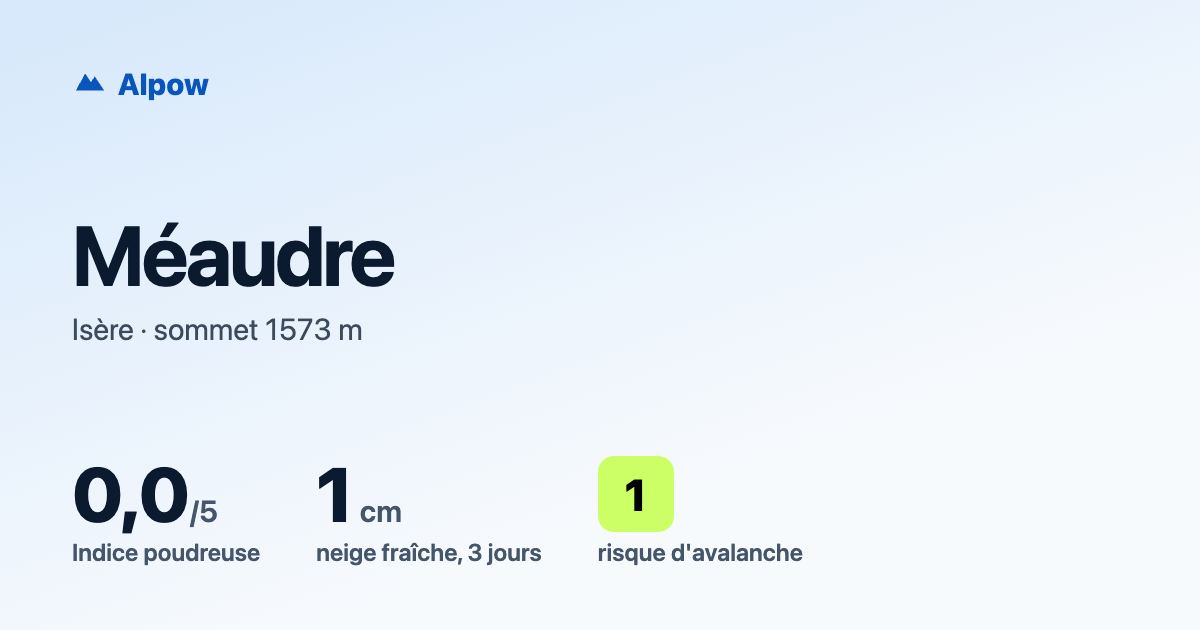 Alpow
Méaudre
Isère · sommet 1573 m
0,0/5
Indice poudreuse
1 cm
neige fraîche, 3 jours
1
risque d'avalanche